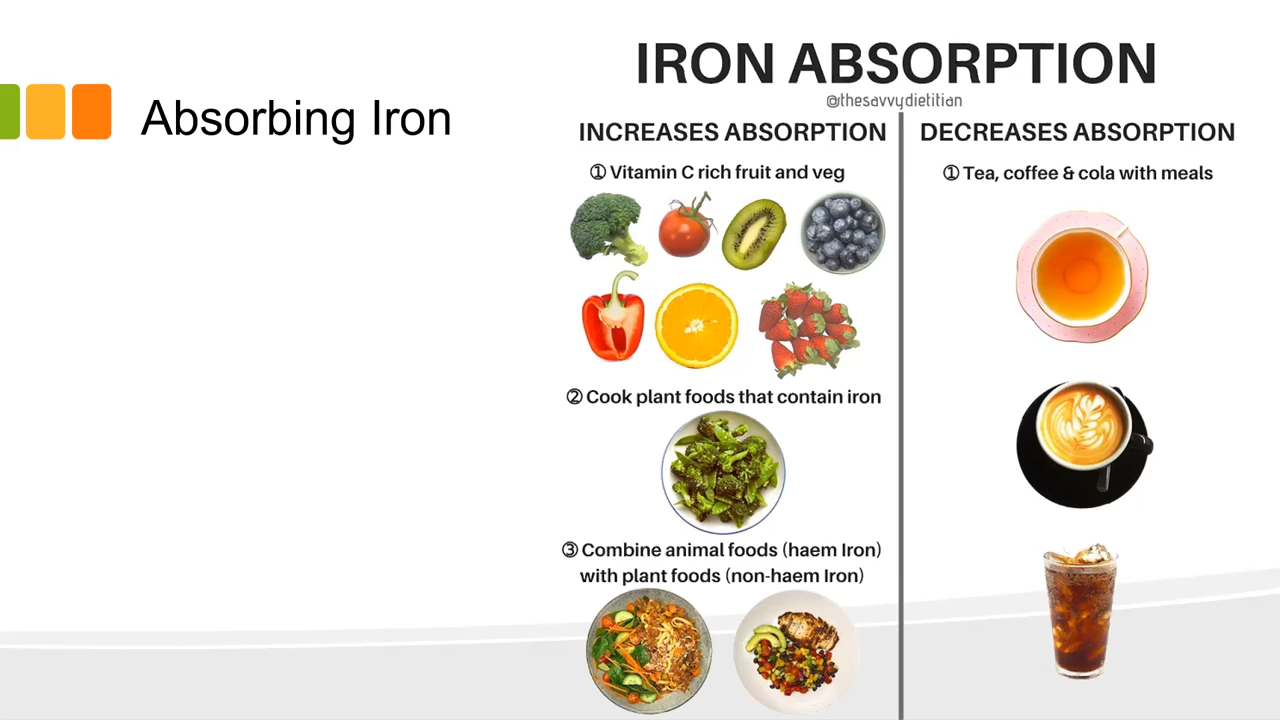 Absorbing Iron
IRON ABSORPTION
@thesavvydietitian
INCREASES ABSORPTION
① Vitamin C rich fruit and veg
② Cook plant foods that contain iron
③ Combine animal foods (haem Iron)
with plant foods (non-haem Iron)
DECREASES ABSORPTION
① Tea, coffee & cola with meals